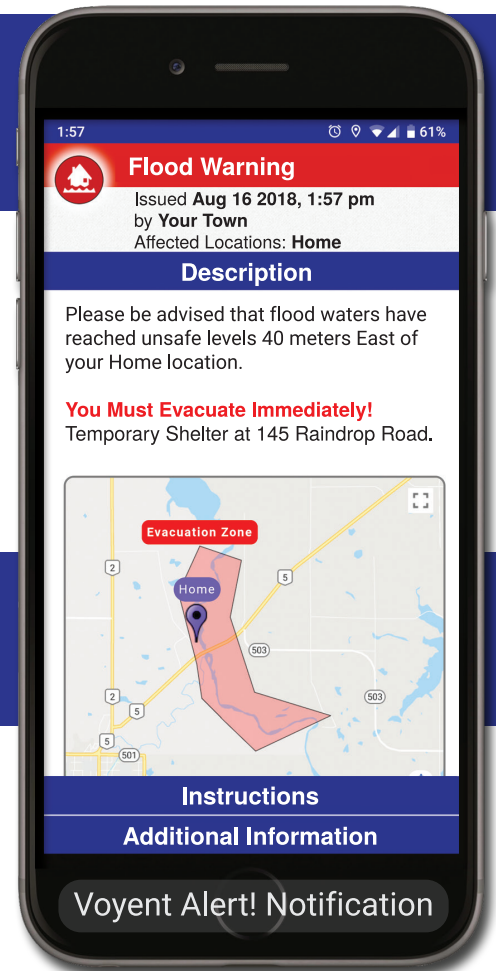 1:57
61%
Flood Warning
Issued Aug 16 2018, 1:57 pm
by Your Town
Affected Locations: Home
Description
Please be advised that flood waters have
reached unsafe levels 40 meters East of
your Home location.
You Must Evacuate Immediately!
Temporary Shelter at 145 Raindrop Road.
Evacuation Zone
2
5
Home
503
2
5
503
5
501
Instructions
Additional Information
Voyent Alert! Notification